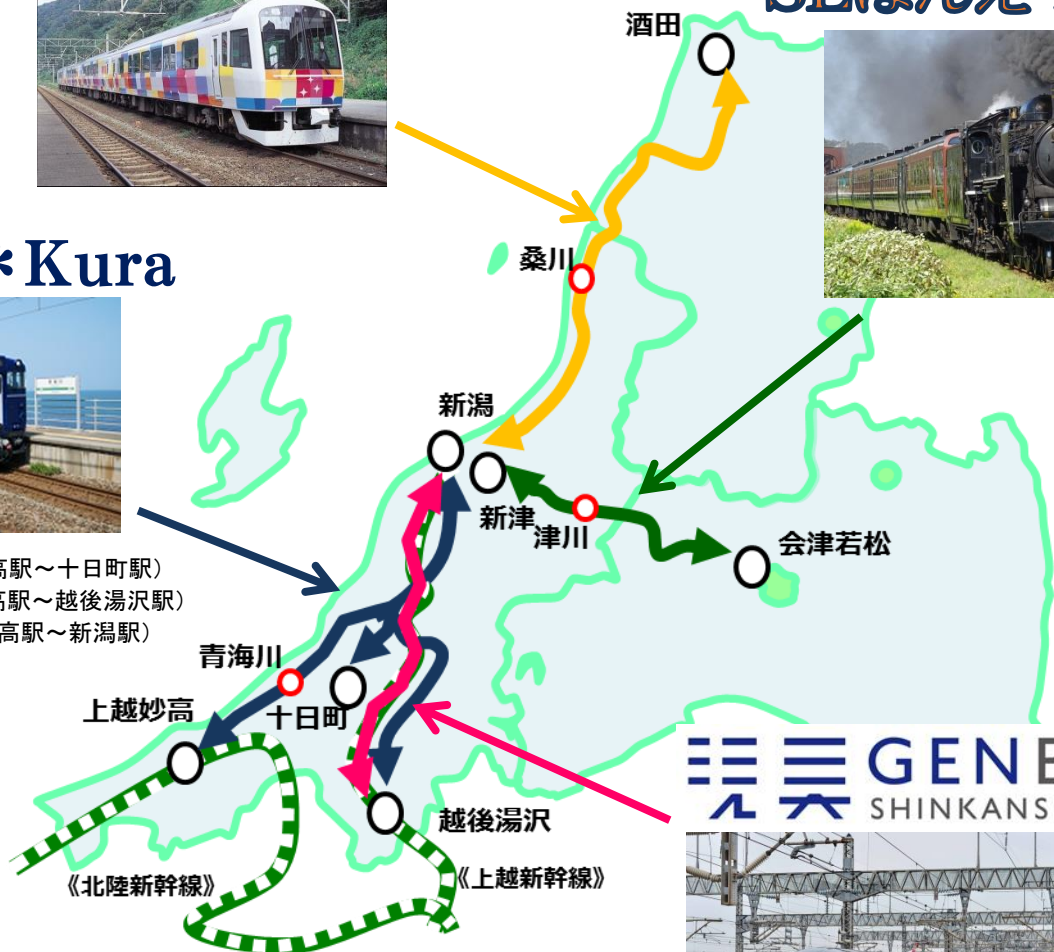 酒田
桑川
*Kura
新潟
新津
津川
会津若松
高駅～十日町駅）
高駅～越後湯沢駅）
高駅～新潟駅）
青海川
上越妙高
十日町
越後湯沢
《北陸新幹線》
《上越新幹線》
現美
GENE
SHINKANS